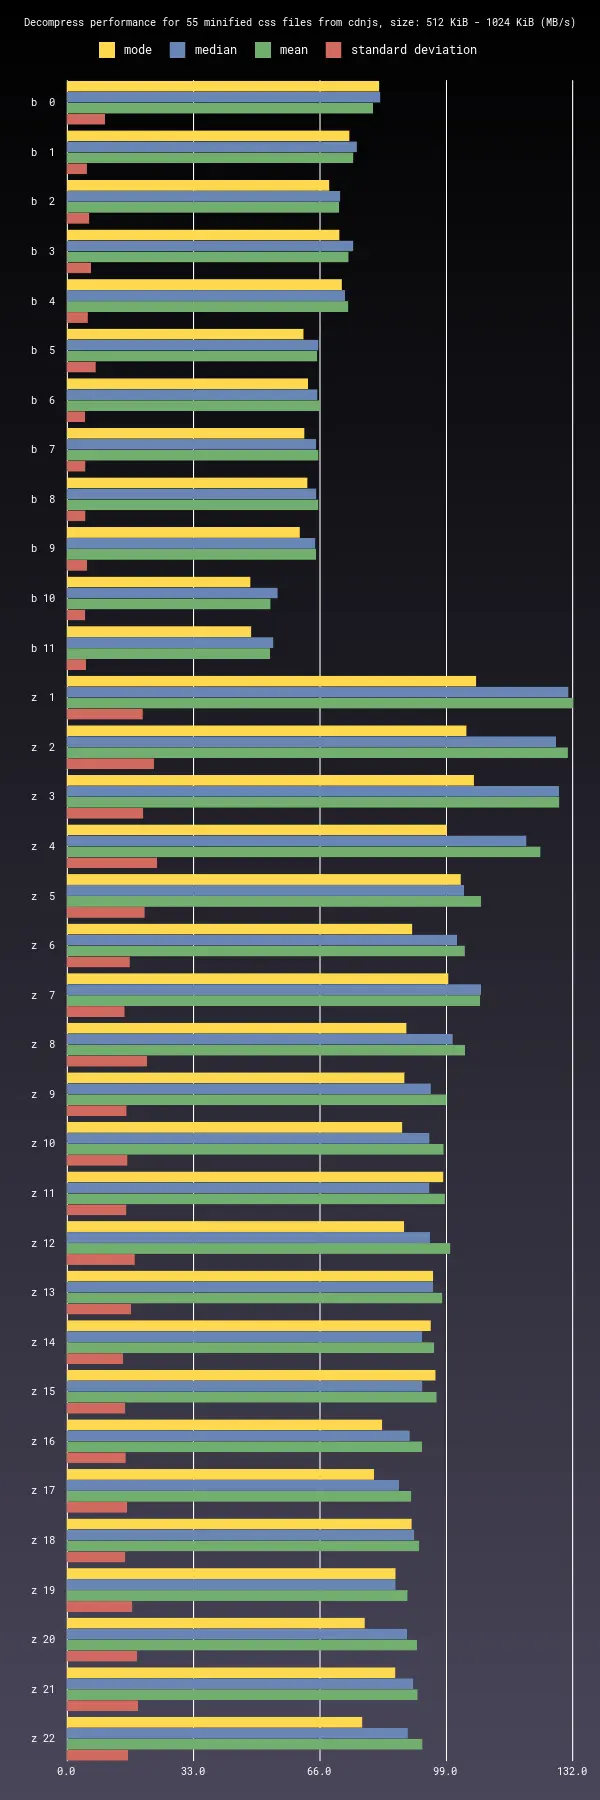 Decompress performance for 55 minified css files from cdnjs, size: 512 KiB - 1024 KiB (MB/s)
mode median mean standard deviation
b 0
b 1
b 2
b 3
b 4
b 5
b 6
b 7
b 8
b 9
b 10
b 11
z 1
z 2
z 3
z 4
z 5
z 6
z 7
z 8
z 9
z 10
z 11
z 12
z 13
z 14
z 15
z 16
z 17
z 18
z 19
z 20
z 21
z 22
0.0 33.0 66.0 99.0 132.0